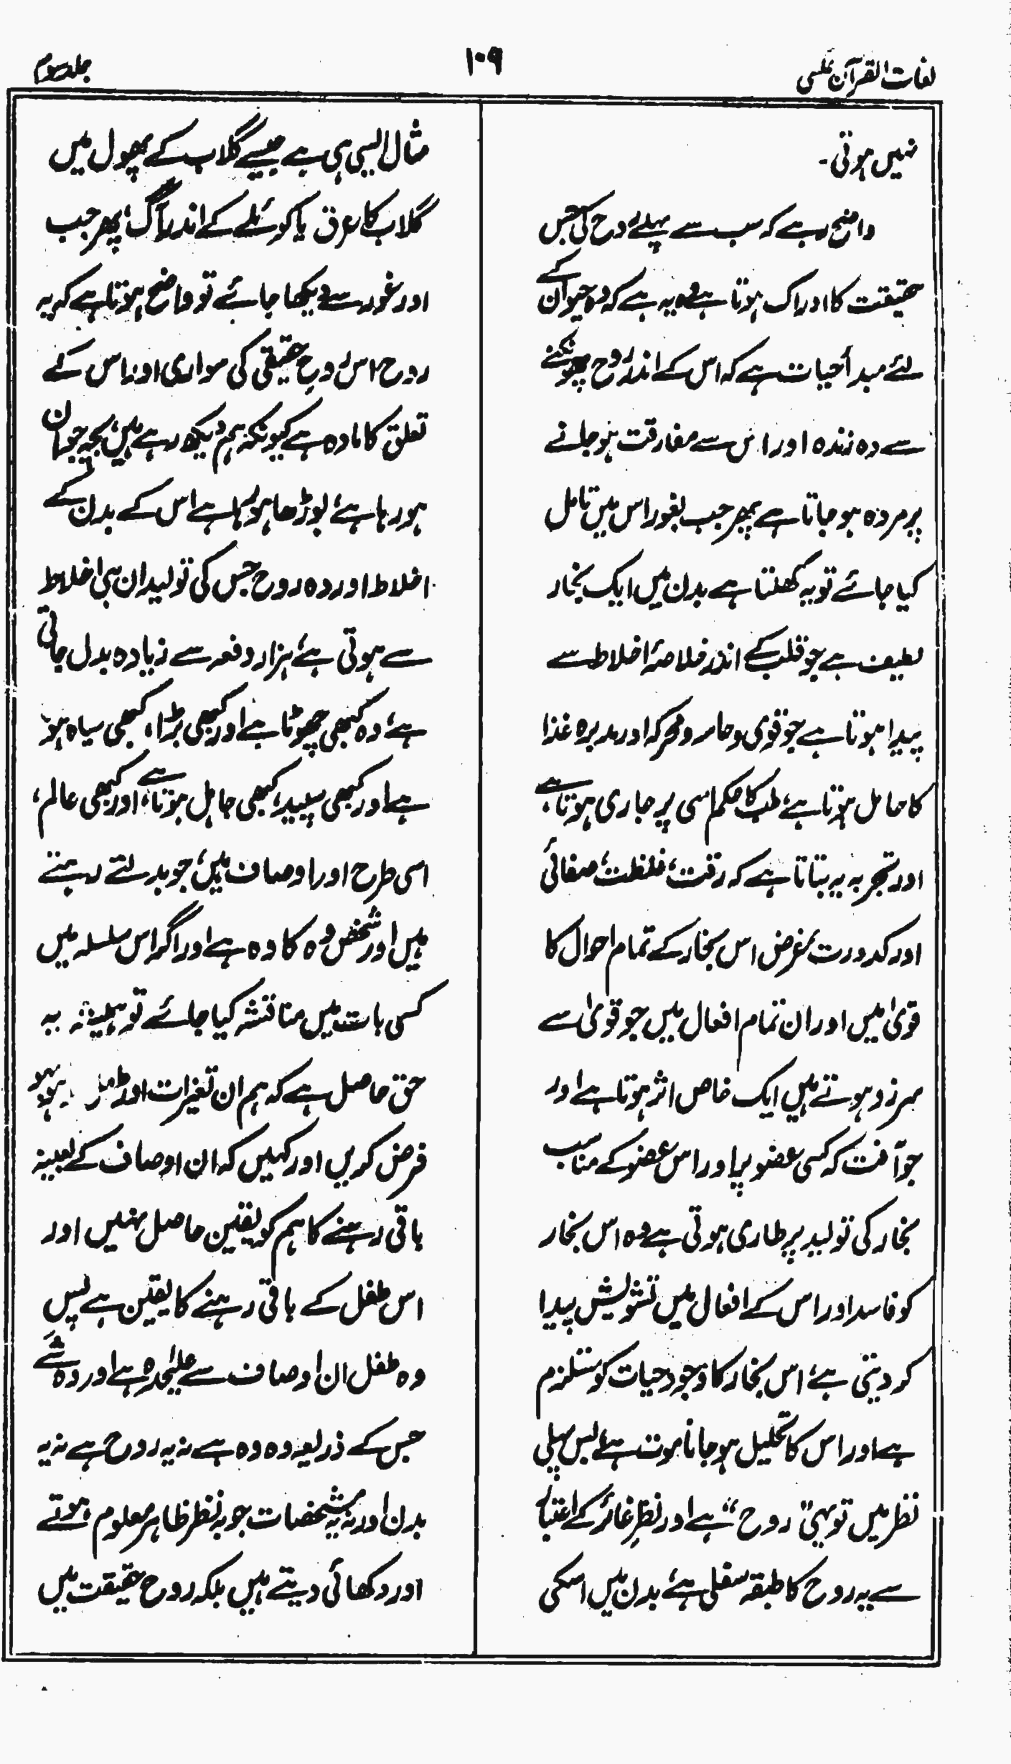 لغات القرآن عکسی
۱۰۹
جلد سوم
نہیں ہوتی۔
واضح رہے کہ سب سے پہلے روح کی جس
حقیقت کا ادراک ہوتا ہے وہ یہ ہے کہ وہ حیوان کے
لئے مبدأ حیات ہے کہ اس کے اندر روح پھونکنے
سے وہ زندہ اور اس سے مفارقت ہو جانے
پر مردہ ہو جاتا ہے پھر جب بغور اس میں تامل
کیا جائے تو یہ کھلتا ہے بدن میں ایک بخار
لطیف ہے جو قلب کے اندر خلاصۂ اخلاط سے
پیدا ہوتا ہے جو قوی وحاسہ ومحرکہ اور مدبرہ غذا
کا حامل ہوتا ہے، طب کا حکم اسی پر جاری ہوتا ہے،
اور تجربہ یہ بتاتا ہے کہ رقت، غلظت، صفائی
اور کدورت، غرض اس بخار کے تمام احوال کا
قویٰ میں اور ان تمام افعال میں جو قویٰ سے
سرزد ہوتے ہیں ایک خاص اثر ہوتا ہے اور
جو آفت کہ کسی عضو پر اور اس عضو کے مناسب
بخار کی تولید پر طاری ہوتی ہے وہ اس بخار
کو فاسد اور اس کے افعال میں تشویش پیدا
کر دیتی ہے، اس بخار کا وجود حیات کو مستلزم
ہے اور اس کا تحلیل ہو جانا موت ہے، پس پہلی
نظر میں تو یہی "روح" ہے اور نظر غائر کے اعتبار
سے یہ روح کا طبقہ سفلی ہے، بدن میں اسکی
مثال ایسی ہی ہے جیسے گلاب کے پھول میں
گلاب کا عرق یا کوئلے کے اندر آگ، پھر جب
اور غور سے دیکھا جائے تو واضح ہوتا ہے کہ یہ
روح اس روح حقیقی کی سواری اور اس کے
تعلق کا مادہ ہے کیونکہ ہم دیکھ رہے ہیں، بچہ جوان
ہو رہا ہے، بوڑھا ہو رہا ہے اس کے بدن کے
اخلاط اور وہ روح جس کی تولید ان ہی اخلاط
سے ہوتی ہے، ہزار دفعہ سے زیادہ بدل جاتی
ہے، وہ کبھی چھوٹا ہے اور کبھی بڑا، کبھی سیاہ ہو
ہے اور کبھی سپید، کبھی جاہل ہوتا ہے، اور کبھی عالم،
اسی طرح اور اوصاف ہیں، جو بدلتے رہتے
ہیں اور شخص وہ کا وہ ہے اور اگر اس سلسلہ میں
کسی بات میں مناقشہ کیا جائے تو ہمیشہ یہ
حق حاصل ہے کہ ہم ان تغیرات اور
فرض کریں اور کہیں کہ ان اوصاف کے بعینہ
باقی رہنے کا ہم کو یقین حاصل نہیں اور
اس طفل کے باقی رہنے کا یقین ہے پس
وہ طفل ان اوصاف سے علیٰحدہ ہے اور وہ شے
جس کے ذریعہ وہ وہ ہے نہ یہ روح ہے نہ یہ
بدن اور نہ یہ مشخصات جو بہ نظر ظاہر معلوم ہوتے
اور دکھائی دیتے ہیں بلکہ روح حقیقت میں